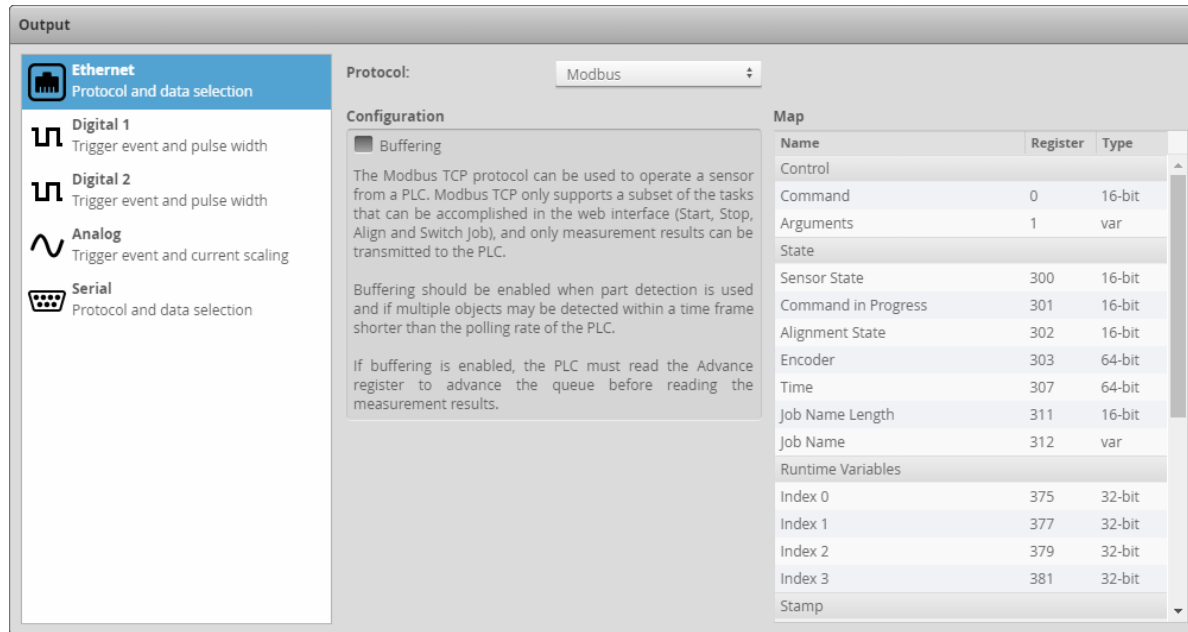 Output
Ethernet
Protocol and data selection
Digital 1
Trigger event and pulse width
Digital 2
Trigger event and pulse width
Analog
Trigger event and current scaling
Serial
Protocol and data selection
Protocol:
Modbus
Configuration
Buffering
The Modbus TCP protocol can be used to operate a sensor
from a PLC. Modbus TCP only supports a subset of the tasks
that can be accomplished in the web interface (Start, Stop,
Align and Switch Job), and only measurement results can be
transmitted to the PLC.
Buffering should be enabled when part detection is used
and if multiple objects may be detected within a time frame
shorter than the polling rate of the PLC.
If buffering is enabled, the PLC must read the Advance
register to advance the queue before reading the
measurement results.
Map
Name Register Type
Control
Command 0 16-bit
Arguments 1 var
State
Sensor State 300 16-bit
Command in Progress 301 16-bit
Alignment State 302 16-bit
Encoder 303 64-bit
Time 307 64-bit
Job Name Length 311 16-bit
Job Name 312 var
Runtime Variables
Index 0 375 32-bit
Index 1 377 32-bit
Index 2 379 32-bit
Index 3 381 32-bit
Stamp